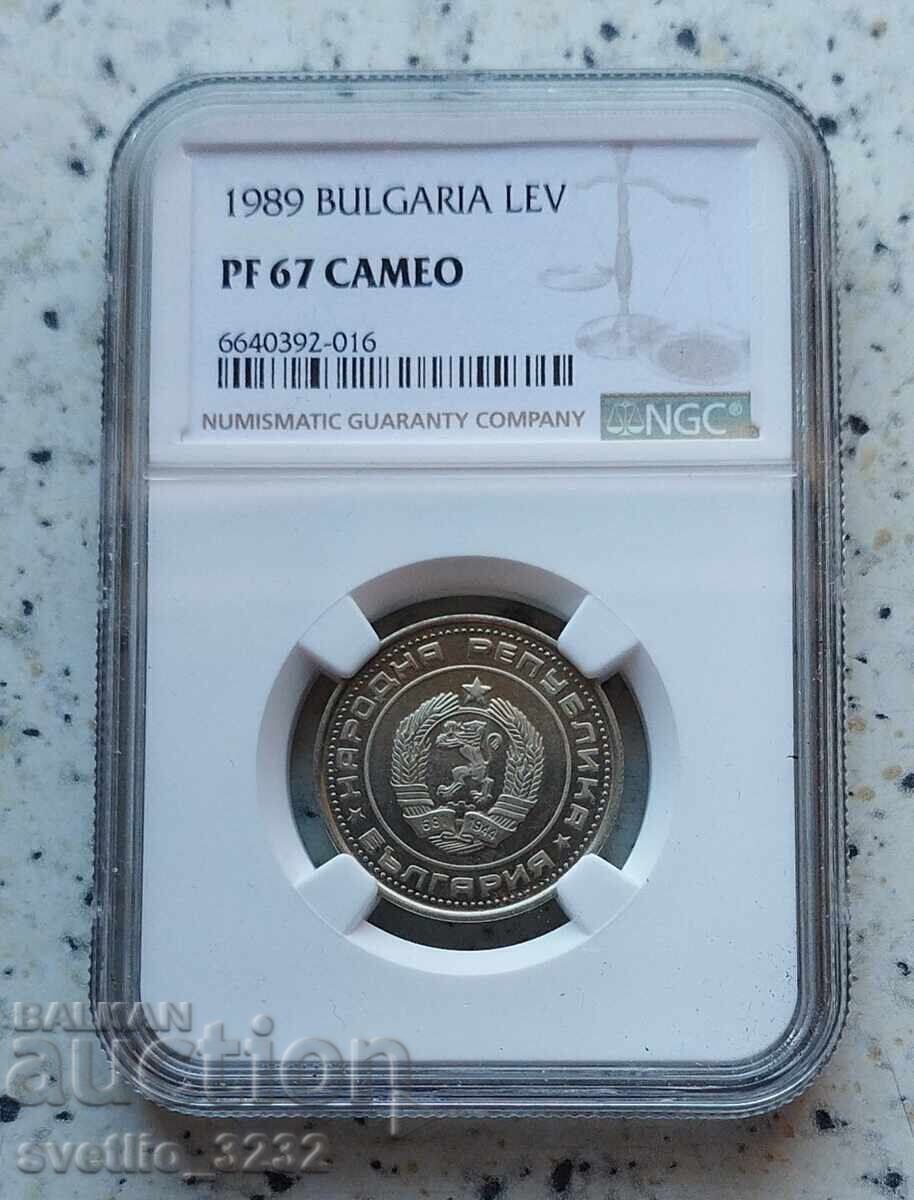 1989 BULGARIA LEV
PF 67 CAMEO
6640392-016
NUMISMATIC GUARANTY COMPANY
NGC®
НАРОДНА РЕПУБЛИКА
БЪЛГАРИЯ
681 1944
BALKAN
auction
svetlio_3232